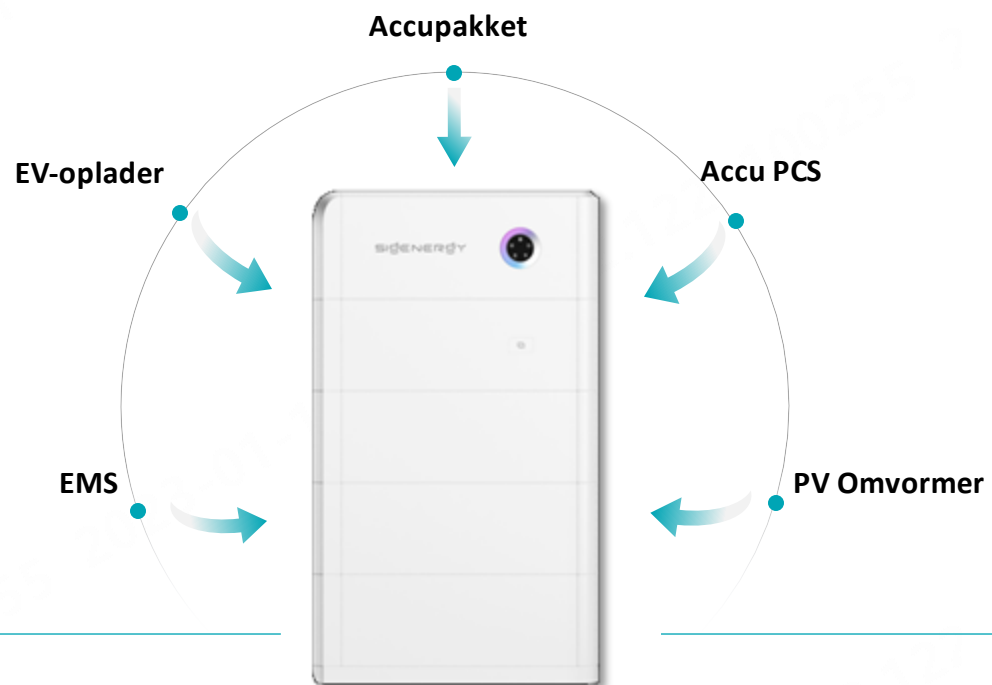 Accupakket
EV-oplader
Accu PCS
SIGENERGY
EMS
PV Omvormer